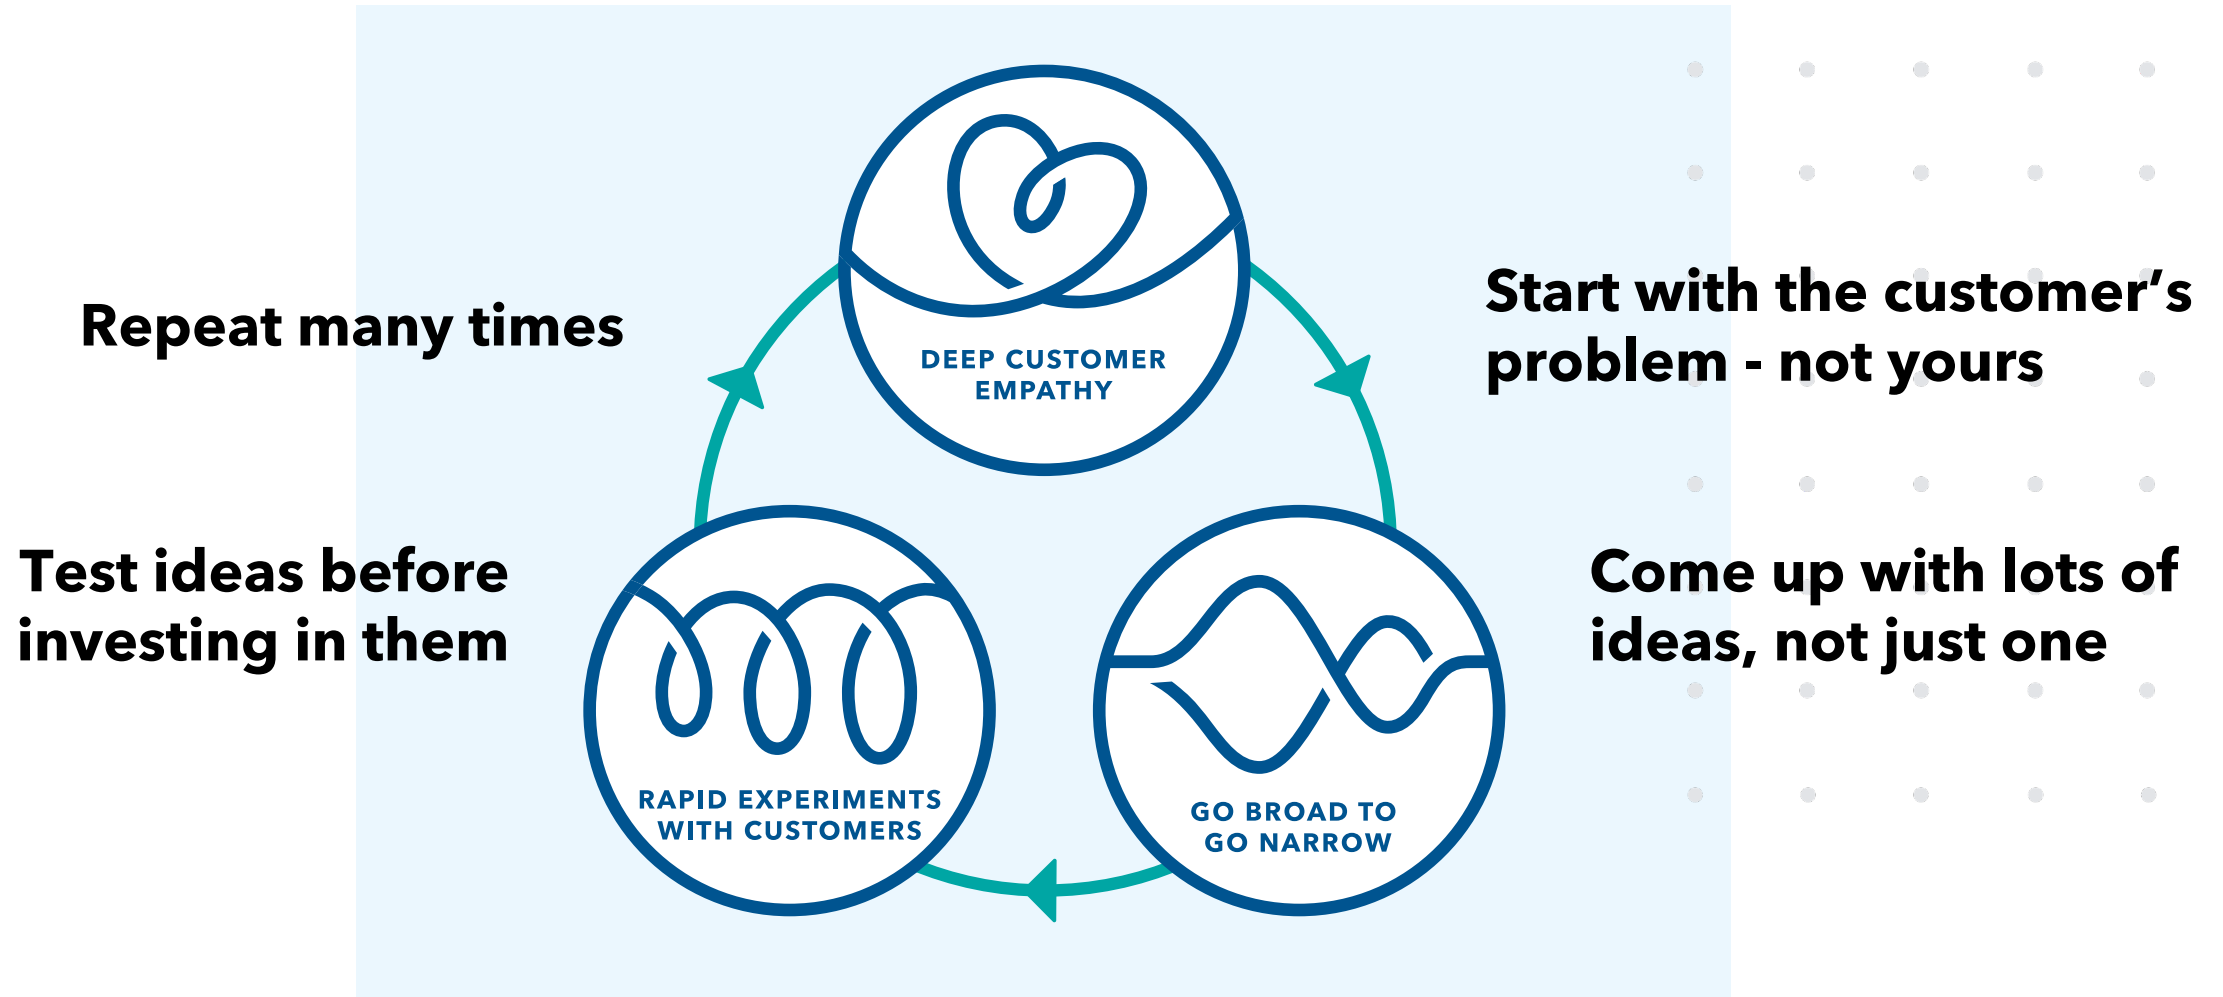 DEEP CUSTOMER
EMPATHY
Start with the customer’s
problem - not yours
GO BROAD TO
GO NARROW
Come up with lots of
ideas, not just one
RAPID EXPERIMENTS
WITH CUSTOMERS
Test ideas before
investing in them
Repeat many times